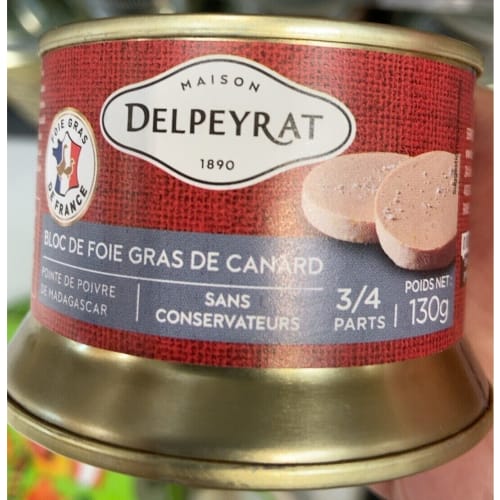 MAISON
DELPEYRAT
1890
FOIE GRAS
DE FRANCE
BLOC DE FOIE GRAS DE CANARD
POINTE DE POIVRE
DE MADAGASCAR
SANS
CONSERVATEURS
3/4
PARTS
POIDS NET :
130g